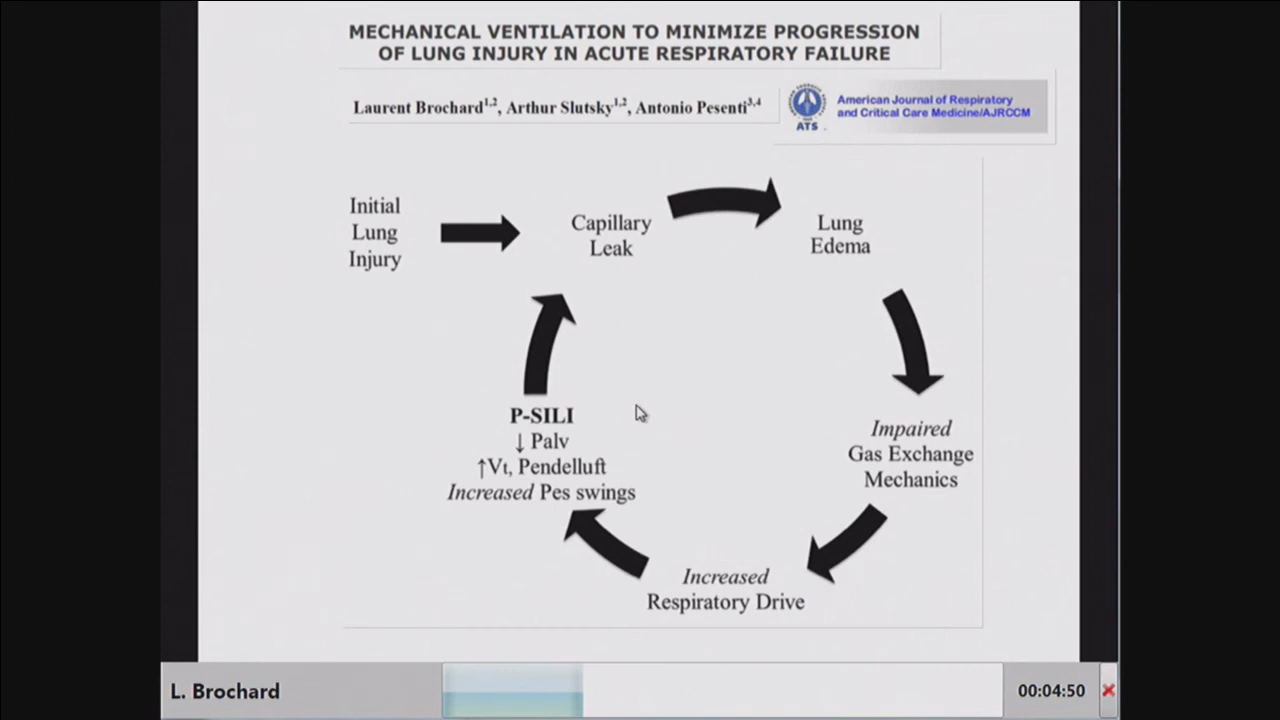 MECHANICAL VENTILATION TO MINIMIZE PROGRESSION
OF LUNG INJURY IN ACUTE RESPIRATORY FAILURE
Laurent Brochard1,2, Arthur Slutsky1,2, Antonio Pesenti3,4
American Journal of Respiratory
and Critical Care Medicine/AJRCCM
ATS
Initial
Lung
Injury
Capillary
Leak
Lung
Edema
Impaired
Gas Exchange
Mechanics
Increased
Respiratory Drive
P-SILI
↓ Palv
↑Vt, Pendelluft
Increased Pes swings
L. Brochard
00:04:50